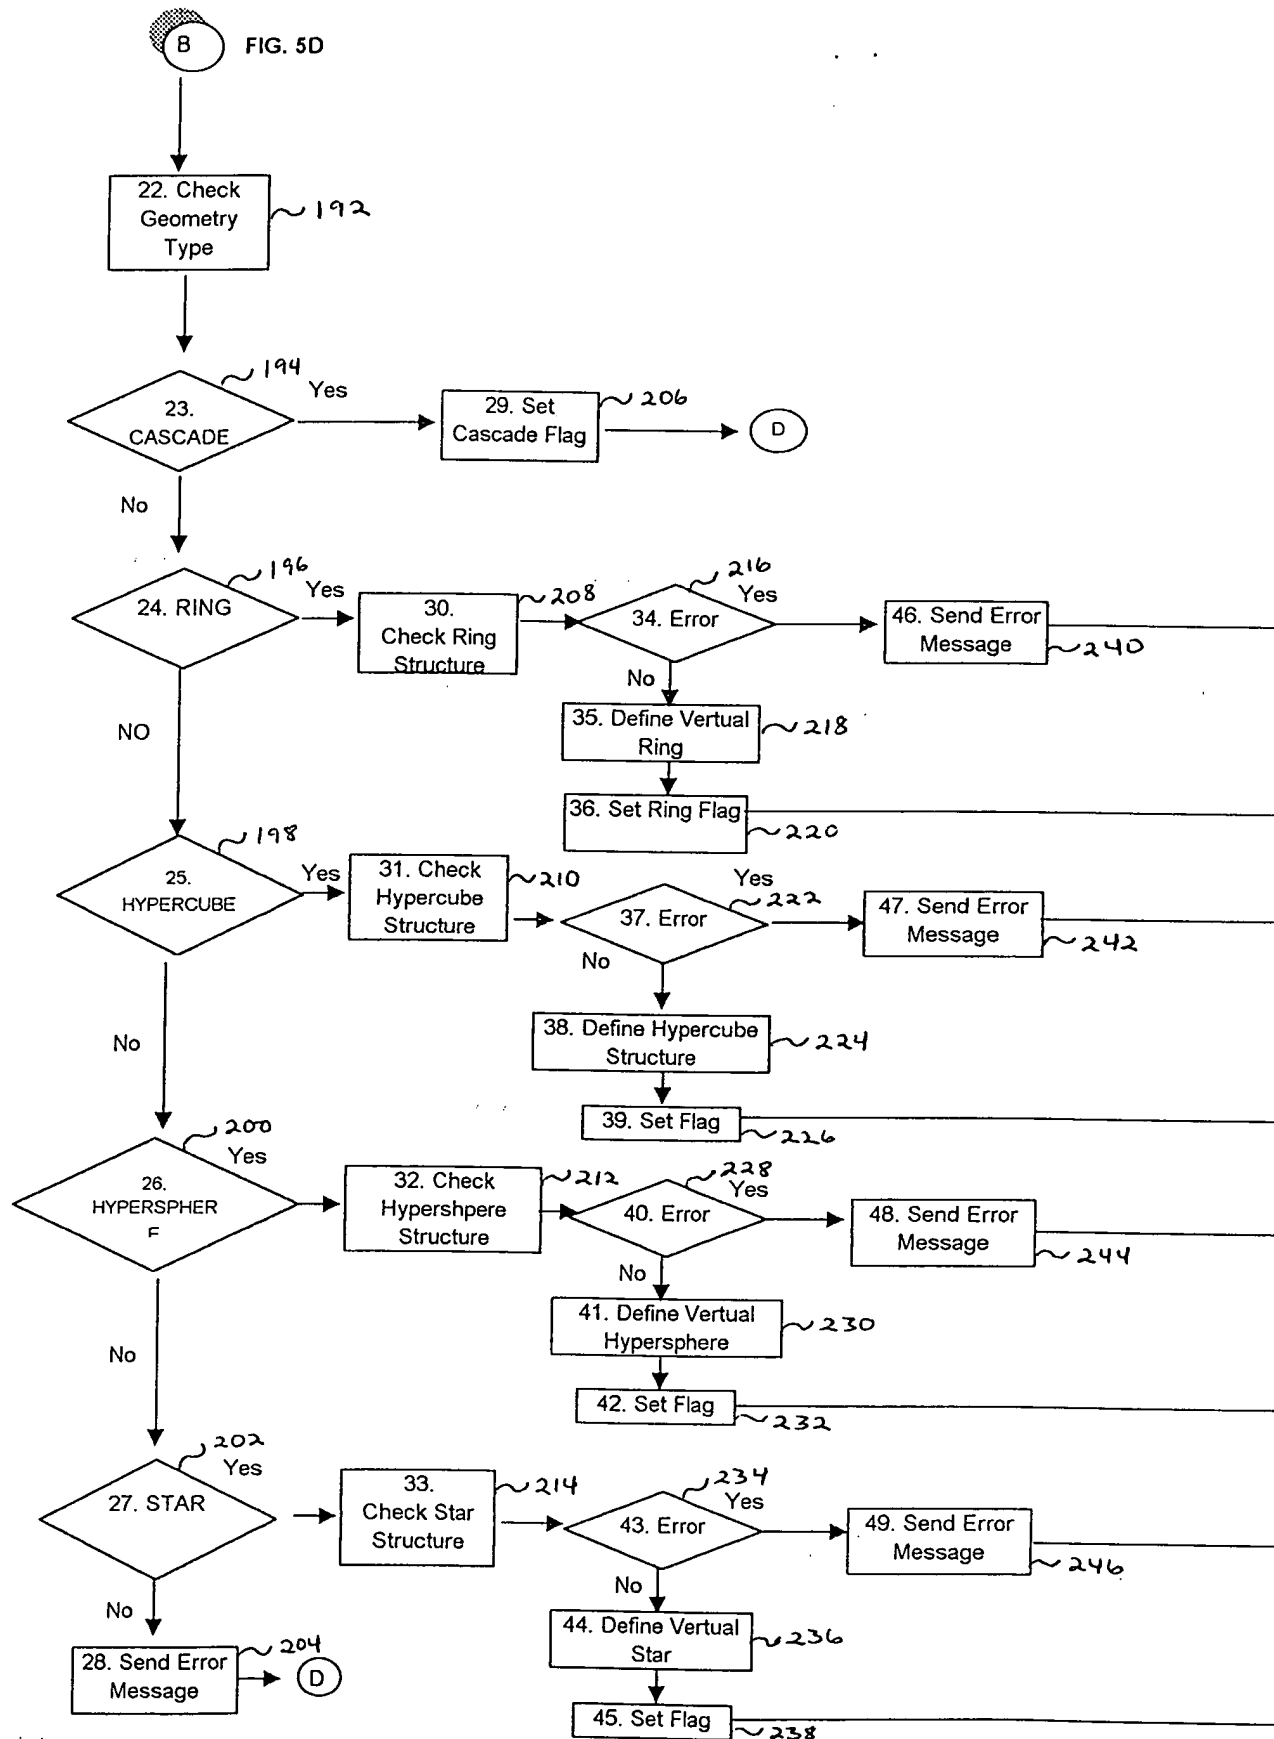 B
FIG. 5D
22. Check
Geometry
Type
192
194
Yes
23.
CASCADE
29. Set
Cascade Flag
206
D
No
196
24. RING
Yes
30.
Check Ring
Structure
208
216
Yes
34. Error
46. Send Error
Message
240
No
35. Define Vertual
Ring
218
NO
36. Set Ring Flag
220
198
25.
HYPERCUBE
Yes
31. Check
Hypercube
Structure
210
Yes
222
37. Error
47. Send Error
Message
242
No
38. Define Hypercube
Structure
224
No
39. Set Flag
226
200
Yes
26.
HYPERSPHER
E
32. Check
Hypershpere
Structure
212
228
Yes
40. Error
48. Send Error
Message
244
No
41. Define Vertual
Hypersphere
230
No
42. Set Flag
232
202
Yes
27. STAR
33.
Check Star
Structure
214
234
Yes
43. Error
49. Send Error
Message
246
No
44. Define Vertual
Star
236
No
28. Send Error
Message
204
D
45. Set Flag
238